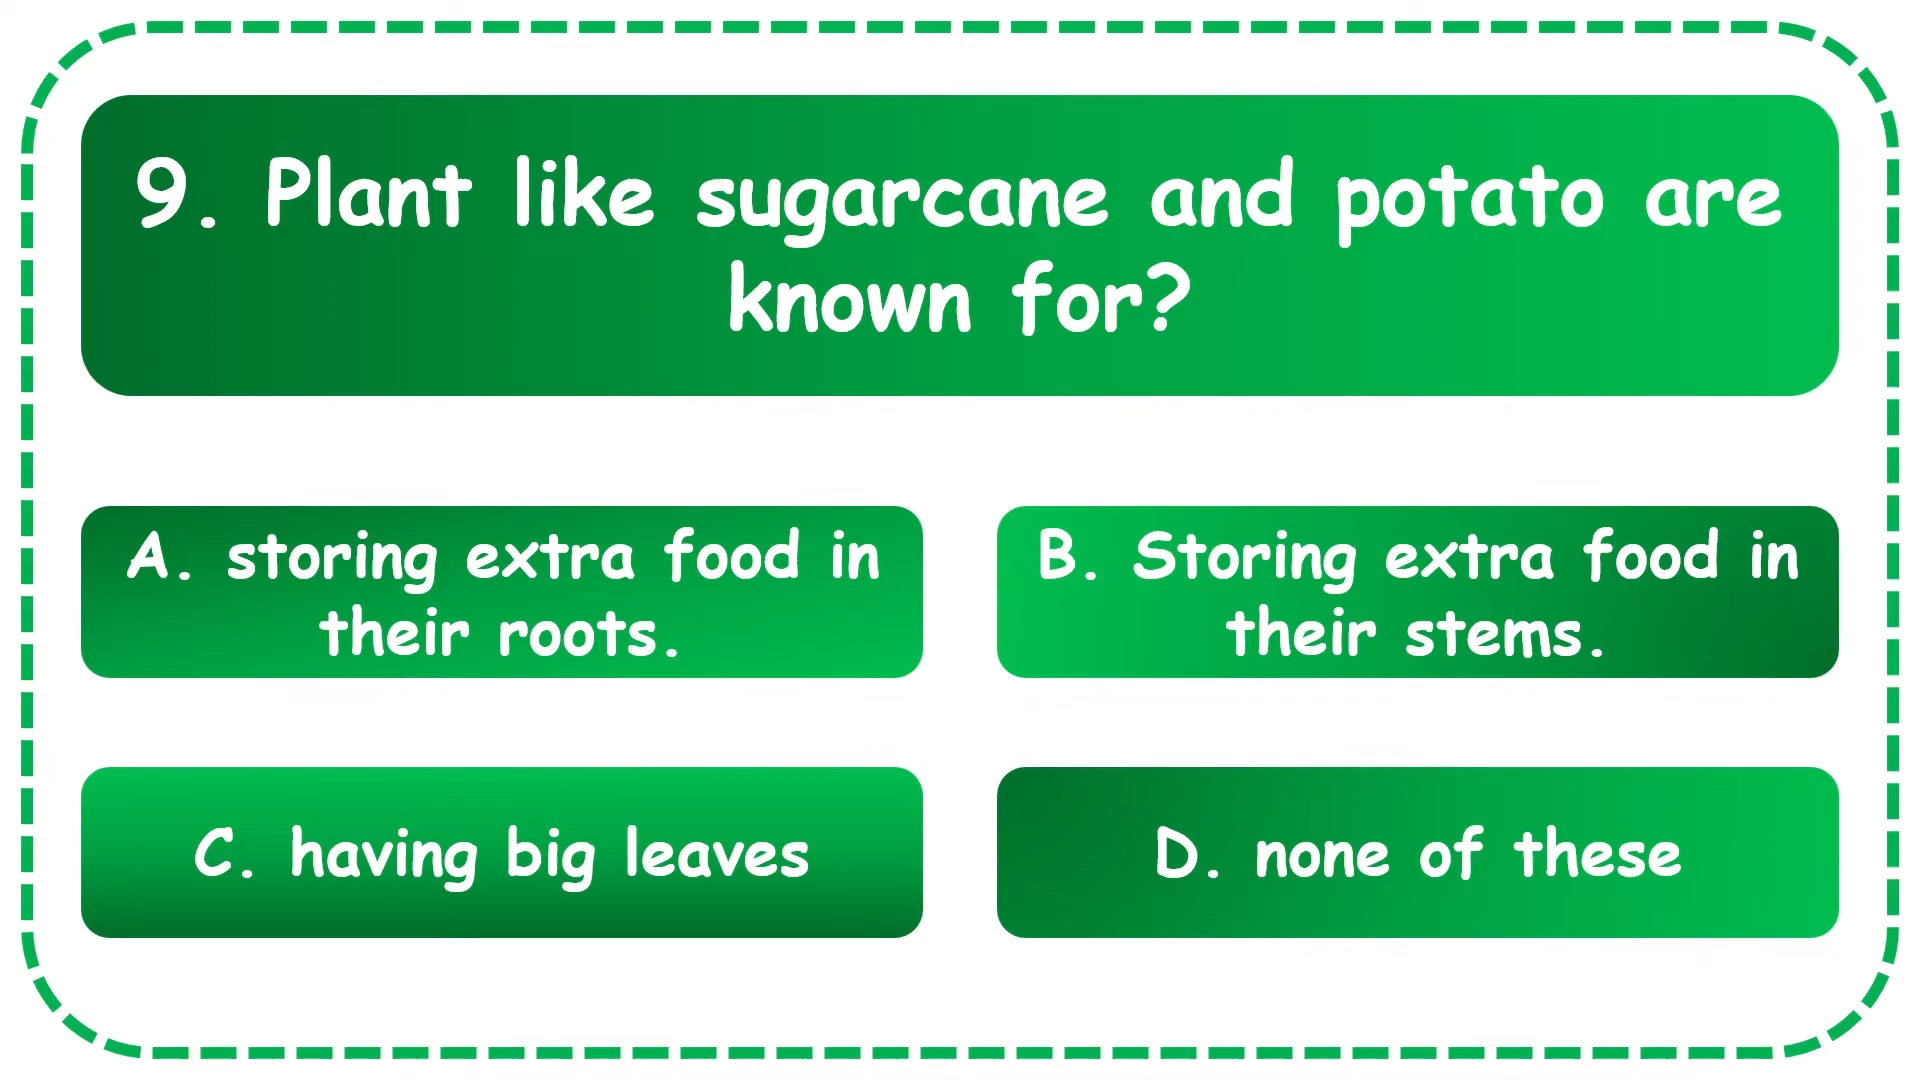 9. Plant like sugarcane and potato are
known for?
A. storing extra food in
their roots.
B. Storing extra food in
their stems.
C. having big leaves
D. none of these